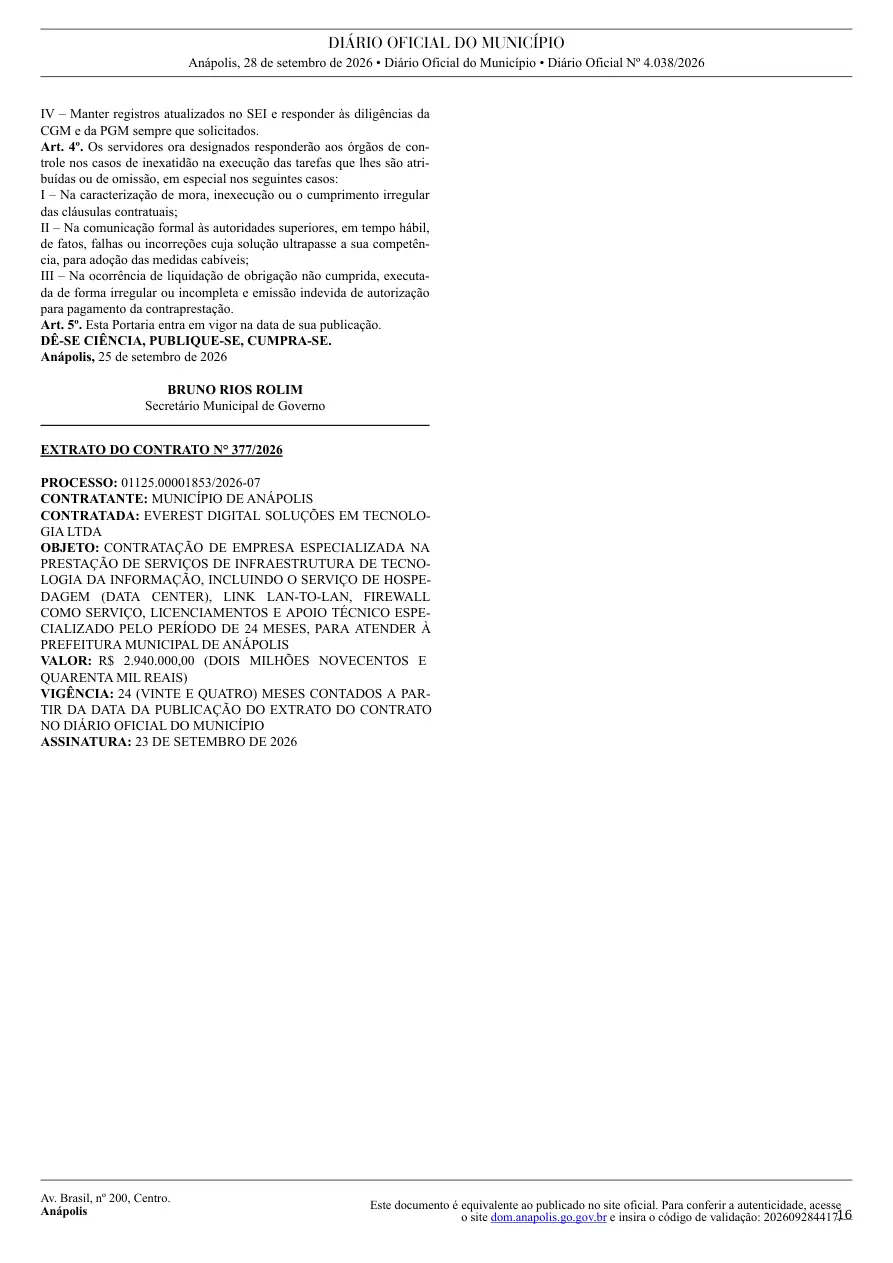 DIÁRIO OFICIAL DO MUNICÍPIO
Anápolis, 28 de setembro de 2026 • Diário Oficial do Município • Diário Oficial Nº 4.038/2026
IV – Manter registros atualizados no SEI e responder às diligências da
CGM e da PGM sempre que solicitados.
Art. 4º. Os servidores ora designados responderão aos órgãos de con-
trole nos casos de inexatidão na execução das tarefas que lhes são atri-
buídas ou de omissão, em especial nos seguintes casos:
I – Na caracterização de mora, inexecução ou o cumprimento irregular
das cláusulas contratuais;
II – Na comunicação formal às autoridades superiores, em tempo hábil,
de fatos, falhas ou incorreções cuja solução ultrapasse a sua competên-
cia, para adoção das medidas cabíveis;
III – Na ocorrência de liquidação de obrigação não cumprida, executa-
da de forma irregular ou incompleta e emissão indevida de autorização
para pagamento da contraprestação.
Art. 5º. Esta Portaria entra em vigor na data de sua publicação.
DÊ-SE CIÊNCIA, PUBLIQUE-SE, CUMPRA-SE.
Anápolis, 25 de setembro de 2026
BRUNO RIOS ROLIM
Secretário Municipal de Governo
EXTRATO DO CONTRATO N° 377/2026
PROCESSO: 01125.00001853/2026-07
CONTRATANTE: MUNICÍPIO DE ANÁPOLIS
CONTRATADA: EVEREST DIGITAL SOLUÇÕES EM TECNOLO-
GIA LTDA
OBJETO: CONTRATAÇÃO DE EMPRESA ESPECIALIZADA NA
PRESTAÇÃO DE SERVIÇOS DE INFRAESTRUTURA DE TECNO-
LOGIA DA INFORMAÇÃO, INCLUINDO O SERVIÇO DE HOSPE-
DAGEM (DATA CENTER), LINK LAN-TO-LAN, FIREWALL
COMO SERVIÇO, LICENCIAMENTOS E APOIO TÉCNICO ESPE-
CIALIZADO PELO PERÍODO DE 24 MESES, PARA ATENDER À
PREFEITURA MUNICIPAL DE ANÁPOLIS
VALOR: R$ 2.940.000,00 (DOIS MILHÕES NOVECENTOS E
QUARENTA MIL REAIS)
VIGÊNCIA: 24 (VINTE E QUATRO) MESES CONTADOS A PAR-
TIR DA DATA DA PUBLICAÇÃO DO EXTRATO DO CONTRATO
NO DIÁRIO OFICIAL DO MUNICÍPIO
ASSINATURA: 23 DE SETEMBRO DE 2026
Av. Brasil, nº 200, Centro.
Anápolis
Este documento é equivalente ao publicado no site oficial. Para conferir a autenticidade, acesse
o site dom.anapolis.go.gov.br e insira o código de validação: 202609284417
16